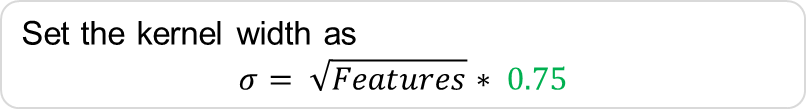 Set the kernel width as
σ = √Features * 0.75